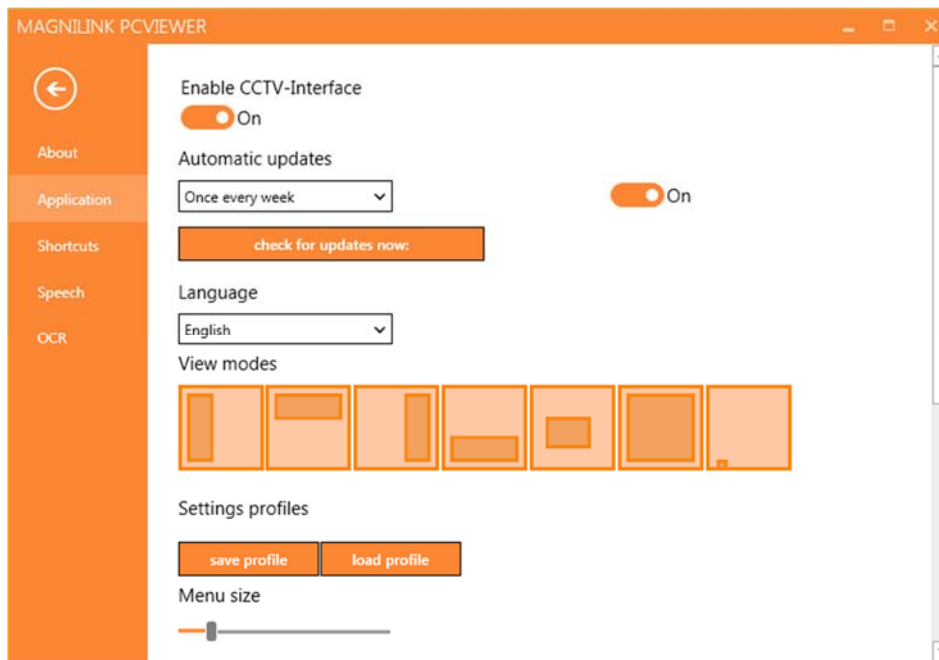 MAGNILINK PCVIEWER
Enable CCTV-Interface
On
About
Automatic updates
Application
Once every week
On
Shortcuts
check for updates now:
Speech
Language
OCR
English
View modes
Settings profiles
save profile load profile
Menu size